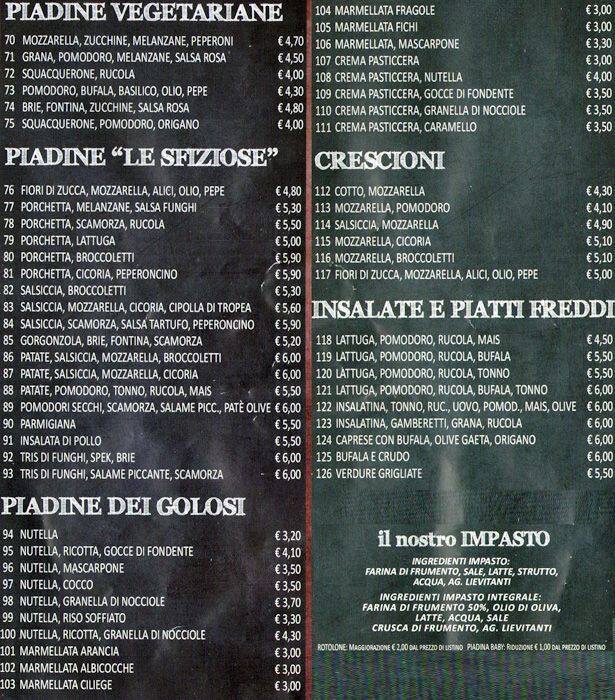 PIADINE VEGETARIANE
70 MOZZARELLA, ZUCCHINE, MELANZANE, PEPERONI € 4,70
71 GRANA, POMODORO, MELANZANE, SALSA ROSA € 4,50
72 SQUACQUERONE, RUCOLA € 4,00
73 POMODORO, BUFALA, BASILICO, OLIO, PEPE € 4,30
74 BRIE, FONTINA, ZUCCHINE, SALSA ROSA € 4,80
75 SQUACQUERONE, POMODORO, ORIGANO € 4,00
PIADINE “LE SFIZIOSE”
76 FIORI DI ZUCCA, MOZZARELLA, ALICI, OLIO, PEPE € 4,80
77 PORCHETTA, MELANZANE, SALSA FUNGHI € 5,30
78 PORCHETTA, SCAMORZA, RUCOLA € 5,50
79 PORCHETTA, LATTUGA € 5,00
80 PORCHETTA, BROCCOLETTI € 5,90
81 PORCHETTA, CICORIA, PEPERONCINO € 5,90
82 SALSICCIA, BROCCOLETTI € 5,30
83 SALSICCIA, MOZZARELLA, CICORIA, CIPOLLA DI TROPEA € 5,60
84 SALSICCIA, SCAMORZA, SALSA TARTUFO, PEPERONCINO € 5,90
85 GORGONZOLA, BRIE, FONTINA, SCAMORZA € 5,20
86 PATATE, SALSICCIA, MOZZARELLA, BROCCOLETTI € 6,00
87 PATATE, SALSICCIA, MOZZARELLA, CICORIA € 6,00
88 PATATE, POMODORO, TONNO, RUCOLA, MAIS € 5,50
89 POMODORI SECCHI, SCAMORZA, SALAME PICC., PATÈ OLIVE € 6,00
90 PARMIGIANA € 5,50
91 INSALATA DI POLLO € 5,50
92 TRIS DI FUNGHI, SPEK, BRIE € 6,00
93 TRIS DI FUNGHI, SALAME PICCANTE, SCAMORZA € 6,00
PIADINE DEI GOLOSI
94 NUTELLA € 3,20
95 NUTELLA, RICOTTA, GOCCE DI FONDENTE € 4,10
96 NUTELLA, MASCARPONE € 3,50
97 NUTELLA, COCCO € 3,50
98 NUTELLA, GRANELLA DI NOCCIOLE € 3,70
99 NUTELLA, RISO SOFFIATO € 3,30
100 NUTELLA, RICOTTA, GRANELLA DI NOCCIOLE € 4,30
101 MARMELLATA ARANCIA € 3,00
102 MARMELLATA ALBICOCCHE € 3,00
103 MARMELLATA CILIEGE € 3,00
104 MARMELLATA FRAGOLE € 3,00
105 MARMELLATA FICHI € 3,00
106 MARMELLATA, MASCARPONE € 3,30
107 CREMA PASTICCERA € 3,00
108 CREMA PASTICCERA, NUTELLA € 4,00
109 CREMA PASTICCERA, GOCCE DI FONDENTE € 3,50
110 CREMA PASTICCERA, GRANELLA DI NOCCIOLE € 3,50
111 CREMA PASTICCERA, CARAMELLO € 3,50
CRESCIONI
112 COTTO, MOZZARELLA € 4,30
113 MOZZARELLA, POMODORO € 4,10
114 SALSICCIA, MOZZARELLA € 4,90
115 MOZZARELLA, CICORIA € 5,10
116 MOZZARELLA, BROCCOLETTI € 5,10
117 FIORI DI ZUCCA, MOZZARELLA, ALICI, OLIO, PEPE € 5,00
INSALATE E PIATTI FREDDI
118 LATTUGA, POMODORO, RUCOLA, MAIS € 4,50
119 LATTUGA, POMODORO, RUCOLA, BUFALA € 5,50
120 LATTUGA, POMODORO, RUCOLA, TONNO € 5,50
121 LATTUGA, POMODORO, RUCOLA, BUFALA, TONNO € 6,00
122 INSALATINA, TONNO, RUC., UOVO, POMOD., MAIS, OLIVE € 6,00
123 INSALATINA, GAMBERETTI, GRANA, RUCOLA € 6,00
124 CAPRESE CON BUFALA, OLIVE GAETA, ORIGANO € 6,00
125 BUFALA E CRUDO € 6,00
126 VERDURE GRIGLIATE € 5,50
il nostro IMPASTO
INGREDIENTI IMPASTO:
FARINA DI FRUMENTO, SALE, LATTE, STRUTTO,
ACQUA, AG. LIEVITANTI
INGREDIENTI IMPASTO INTEGRALE:
FARINA DI FRUMENTO 50%, OLIO DI OLIVA,
LATTE, ACQUA, SALE
CRUSCA DI FRUMENTO, AG. LIEVITANTI
ROTOLONE: MAGGIORAZIONE € 2,00 DAL PREZZO DI LISTINO PIADINA BABY: RIDUZIONE € 1,00 DAL PREZZO DI LISTINO